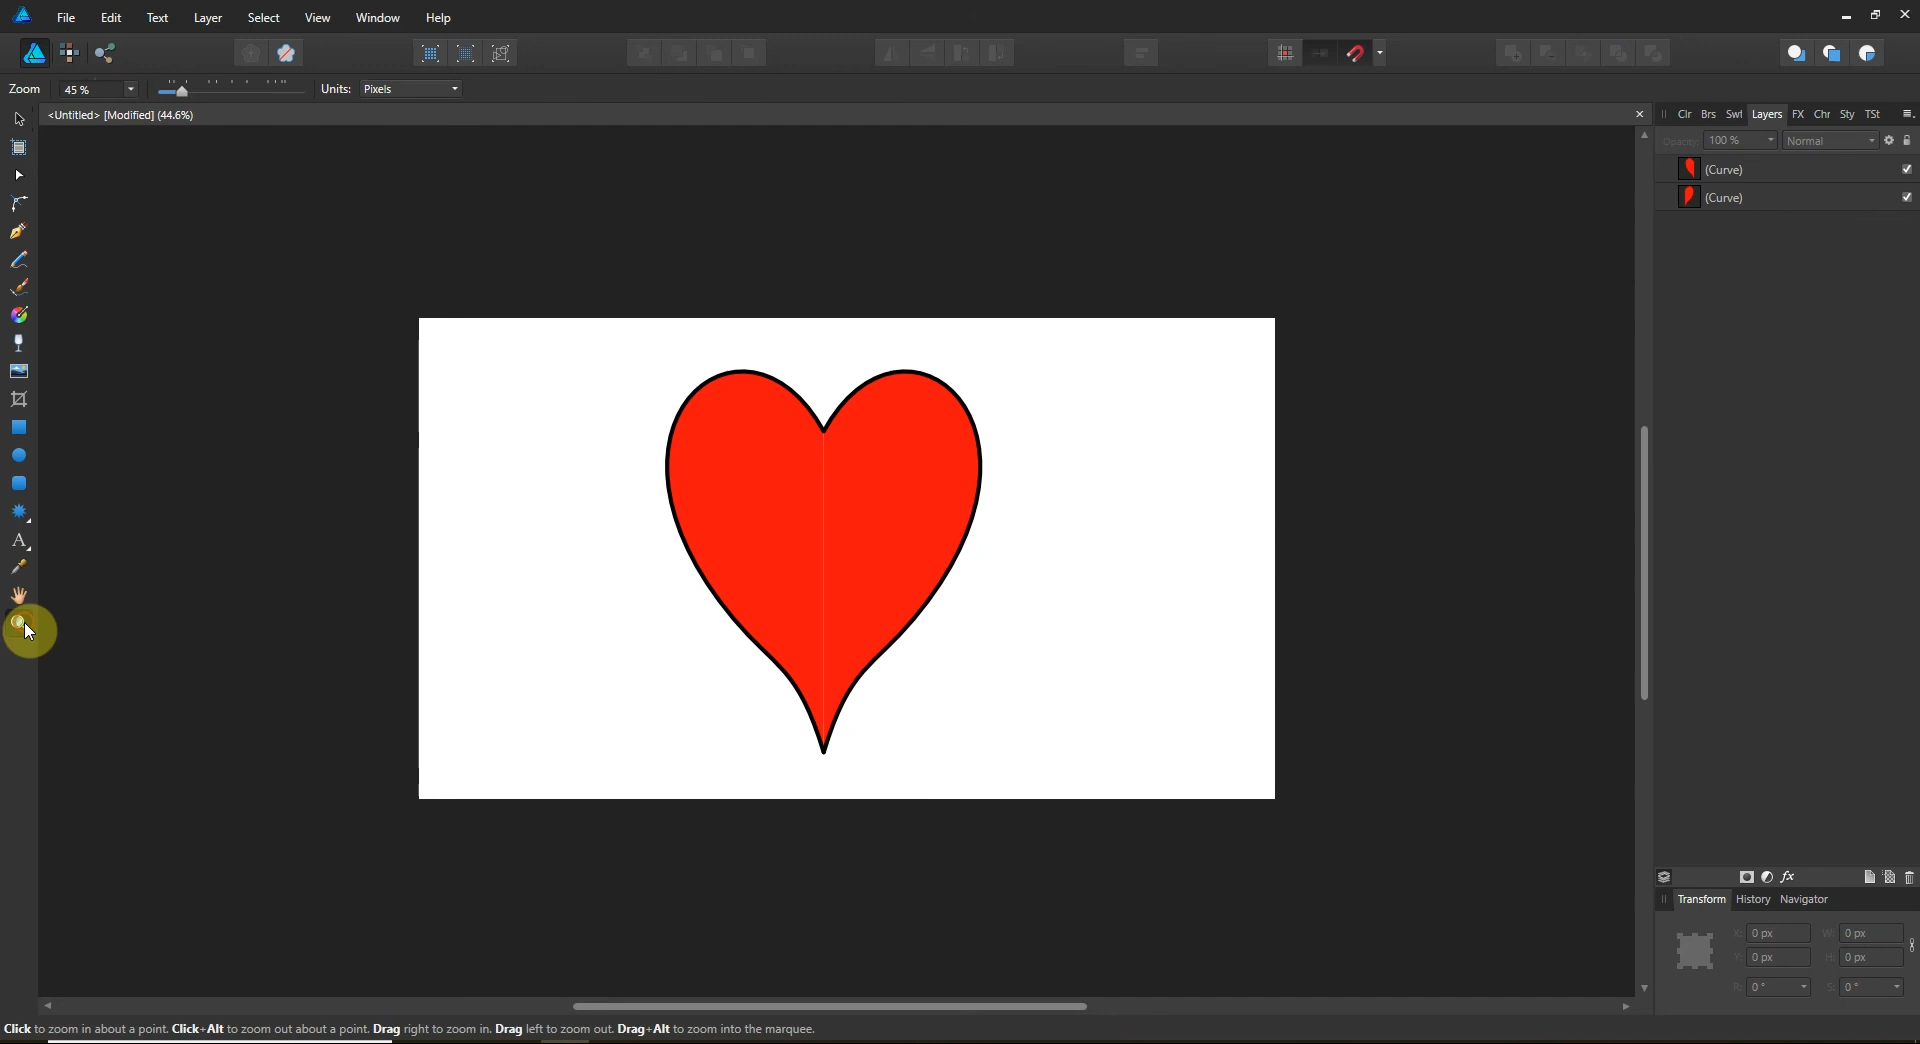 File Edit Text Layer Select View Window Help
Zoom 45 % Units: Pixels
<Untitled> [Modified] (44.6%)
Clr Brs Swt Layers FX Chr Sty TSt
Opacity: 100 % Normal
(Curve)
(Curve)
A
fx
Transform History Navigator
X: 0 px W: 0 px
Y: 0 px H: 0 px
R: 0 ° S: 0 °
Click to zoom in about a point. Click+Alt to zoom out about a point. Drag right to zoom in. Drag left to zoom out. Drag+Alt to zoom into the marquee.